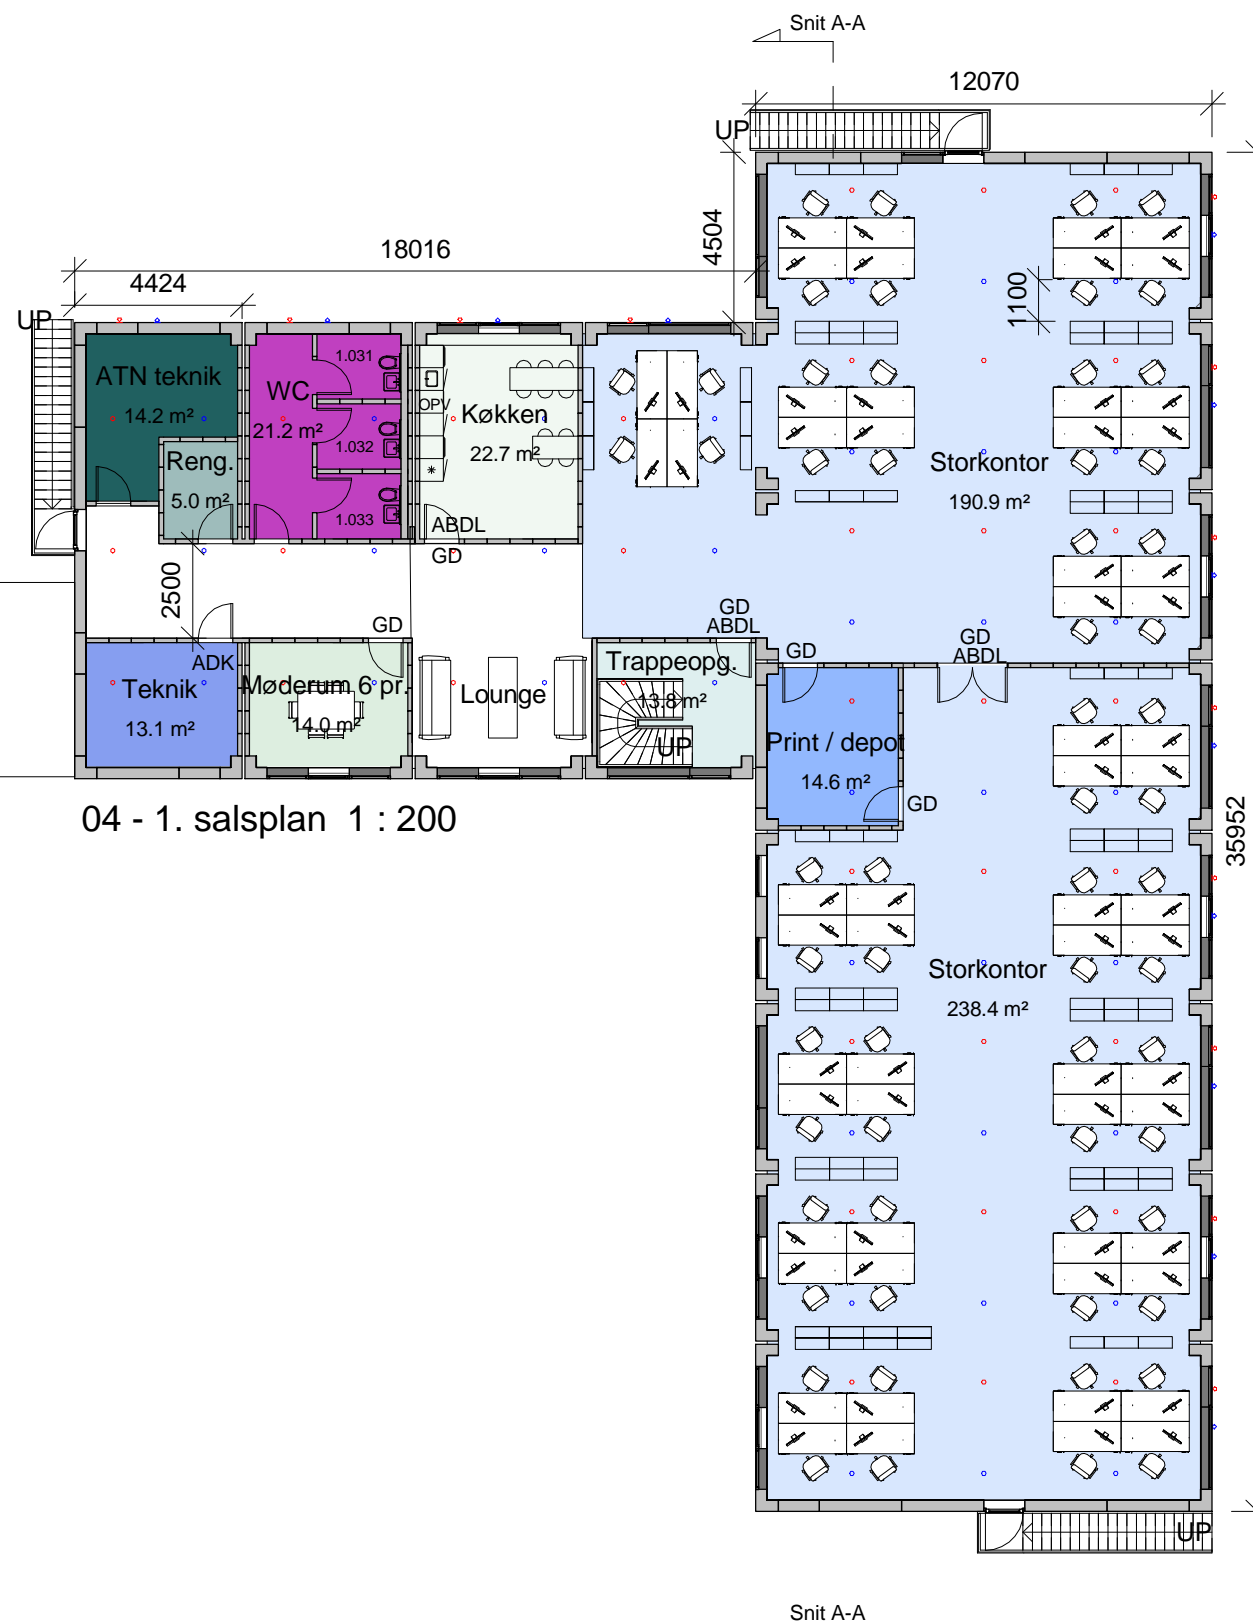 Snit A-A
12070
UP
4504
18016
4424
1100
UP
ATN teknik
14.2 m²
WC
21.2 m²
1.031
1.032
1.033
OPV
Køkken
22.7 m²
Reng.
5.0 m²
Storkontor
190.9 m²
ABDL
GD
2500
GD
GD
ABDL
GD
GD
ABDL
ADK
Teknik
13.1 m²
Møderum 6 pr.
14.0 m²
Lounge
Trappeopg.
13.8 m²
UP
Print / depot
14.6 m²
GD
04 - 1. salsplan 1 : 200
35952
Storkontor
238.4 m²
UP
Snit A-A